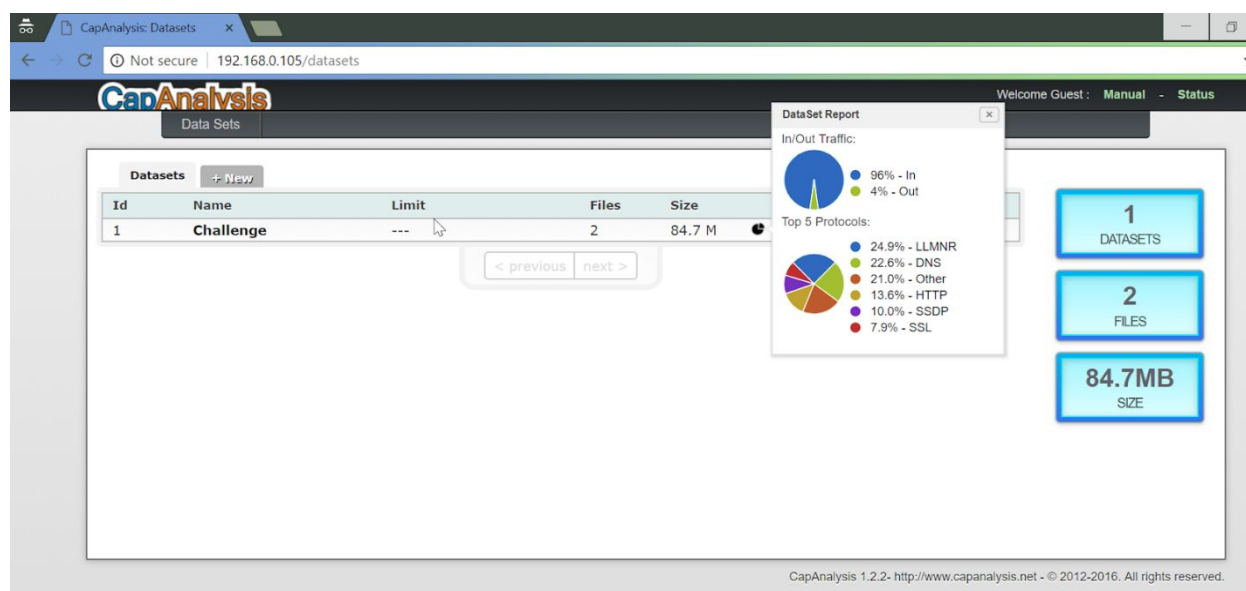 CapAnalysis: Datasets
Not secure | 192.168.0.105/datasets
CapAnalysis
Welcome Guest : Manual - Status
Data Sets
DataSet Report
In/Out Traffic:
96% - In
4% - Out
Top 5 Protocols:
24.9% - LLMNR
22.6% - DNS
21.0% - Other
13.6% - HTTP
10.0% - SSDP
7.9% - SSL
Datasets + New
Id Name Limit Files Size
1 Challenge --- 2 84.7 M
< previous next >
1
DATASETS
2
FILES
84.7MB
SIZE
CapAnalysis 1.2.2- http://www.capanalysis.net - © 2012-2016. All rights reserved.